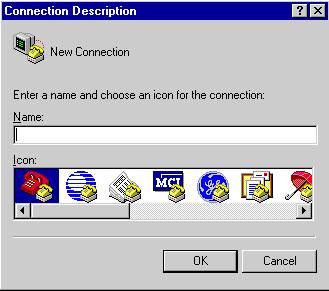 Connection Description
New Connection
Enter a name and choose an icon for the connection:
Name:
Icon:
MCI
OK Cancel